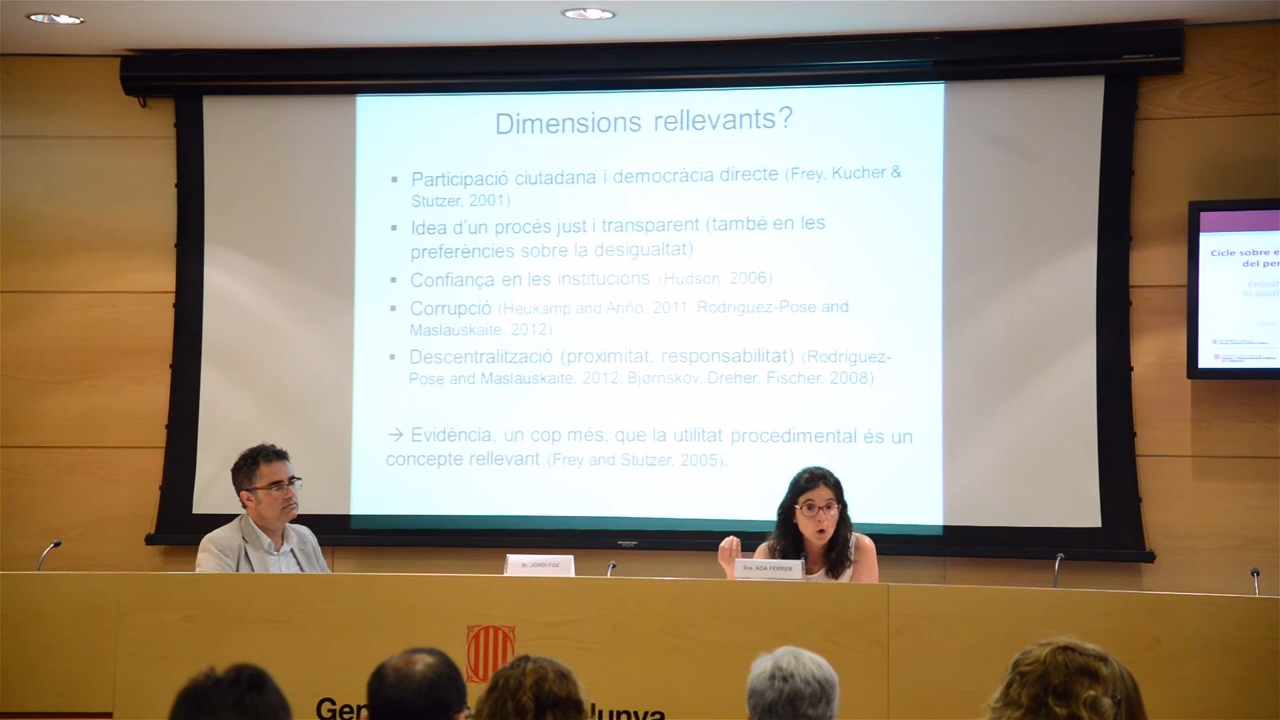 Dimensions rellevants?
▪ Participació ciutadana i democràcia directe (Frey, Kucher &
Stutzer, 2001)
▪ Idea d'un procés just i transparent (també en les
preferències sobre la desigualtat)
▪ Confiança en les institucions (Hudson, 2006)
▪ Corrupció (Heukamp and Ariño, 2011, Rodríguez-Pose and
Maslauskaite, 2012)
▪ Descentralització (proximitat, responsabilitat) (Rodríguez-
Pose and Maslauskaite, 2012; Bjørnskov, Dreher, Fischer, 2008)
→ Evidència, un cop més, que la utilitat procedimental és un
concepte rellevant (Frey and Stutzer, 2005).
Cicle sobre e
del per
Sr. JORDI FOZ
Sra. ADA FERRER
Gen
lunya